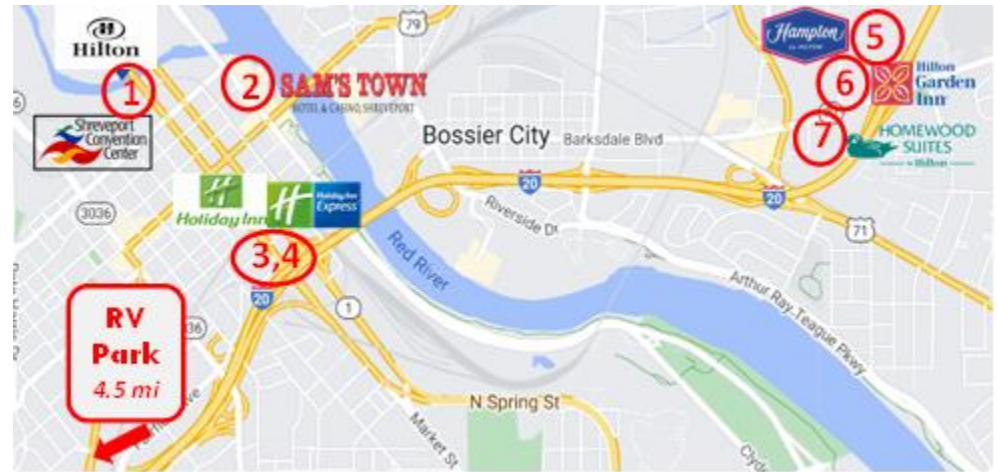 Hilton
1
Shreveport
Convention
Center
2
SAM'S TOWN
HOTEL & CASINO, SHREVEPORT
79
Hampton
by HILTON
5
6
Hilton
Garden
Inn
7
HOMEWOOD
SUITES
by Hilton
Bossier City
Barksdale Blvd
20
20
71
3036
Holiday Inn
Holiday Inn
Express
3,4
Riverside Dr
Red River
Arthur Ray Teague Pkwy
20
1
36
RV
Park
4.5 mi
N Spring St
Market St
Clyde